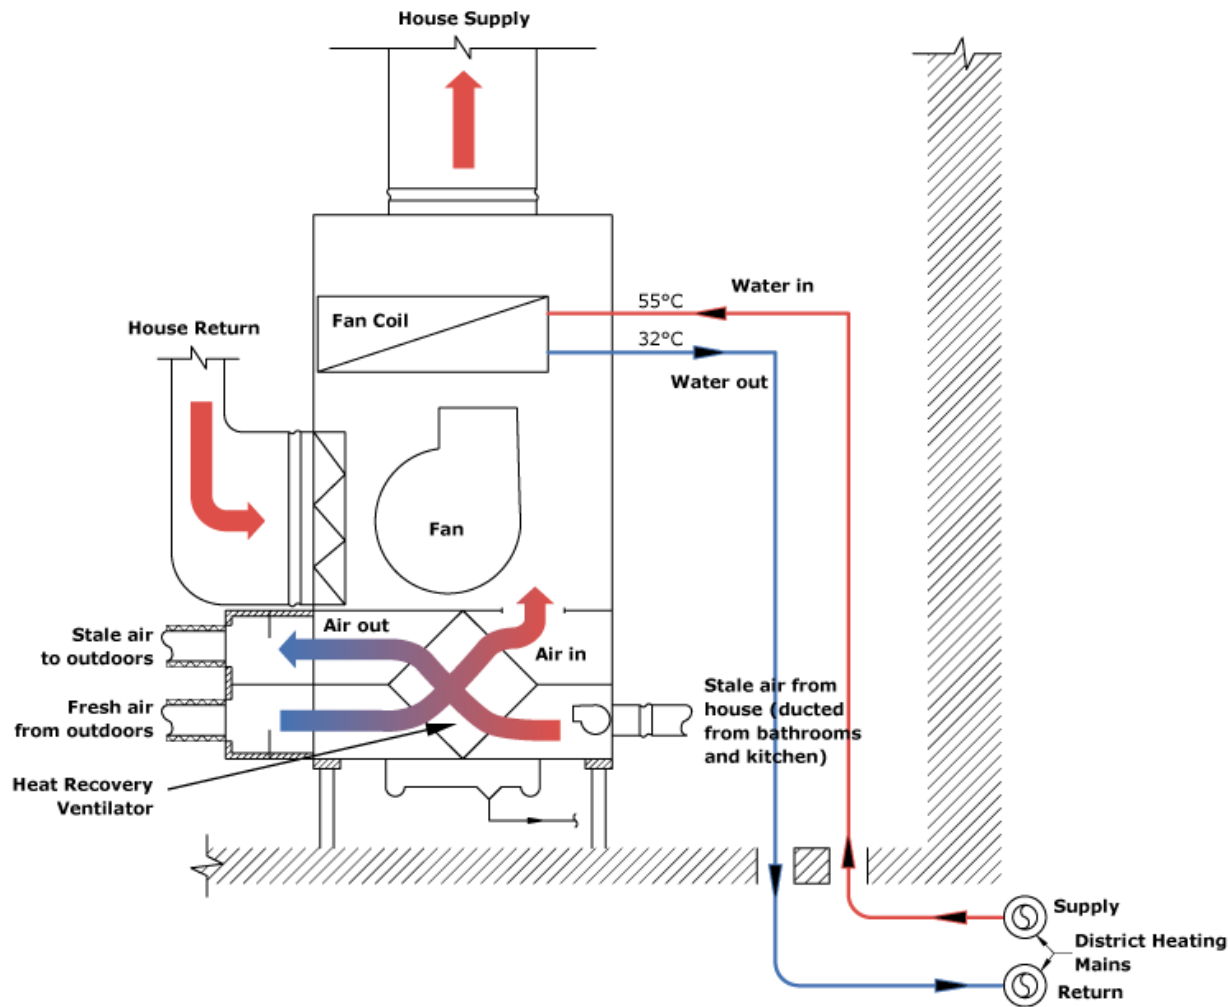 House Supply
55°C
Water in
Fan Coil
House Return
32°C
Water out
Fan
Air out
Stale air
to outdoors
Air in
Stale air from
house (ducted
from bathrooms
and kitchen)
Fresh air
from outdoors
Heat Recovery
Ventilator
Supply
District Heating
Mains
Return